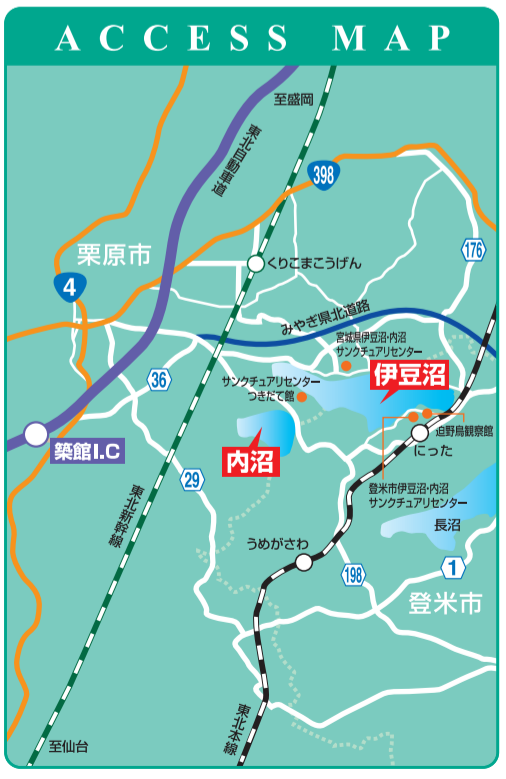 ACCESS MAP
至盛岡
東北自動車道
398
176
栗原市
くりこまこうげん
4
みやぎ県北道路
宮城県伊豆沼・内沼
サンクチュアリセンター
36
サンクチュアリセンター
つきだて館
伊豆沼
築館I.C
内沼
迫野鳥観察館
にった
29
登米市伊豆沼・内沼
サンクチュアリセンター
東北新幹線
長沼
うめがさわ
198
1
登米市
東北本線
至仙台